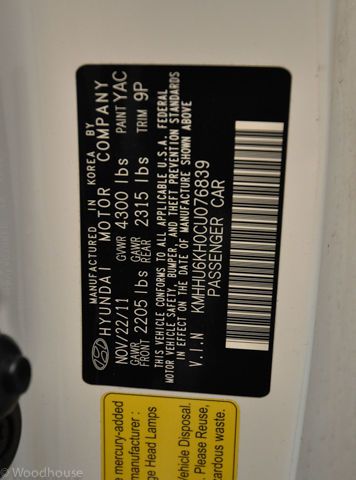 MANUFACTURED IN KOREA BY
HYUNDAI MOTOR COMPANY
NOV/22/11 GVWR 4300 lbs PAINT YAC
GAWR FRONT 2205 lbs GAWR REAR 2315 lbs TRIM 9P
THIS VEHICLE CONFORMS TO ALL APPLICABLE U.S.A. FEDERAL
MOTOR VEHICLE SAFETY, BUMPER, AND THEFT PREVENTION STANDARDS
IN EFFECT ON THE DATE OF MANUFACTURE SHOWN ABOVE
V.I.N KMHHU6KH0CU076839
PASSENGER CAR
e mercury-added
manufacturer :
ge Head Lamps
Vehicle Disposal.
. Please Reuse,
azardous waste.
© Woodhouse